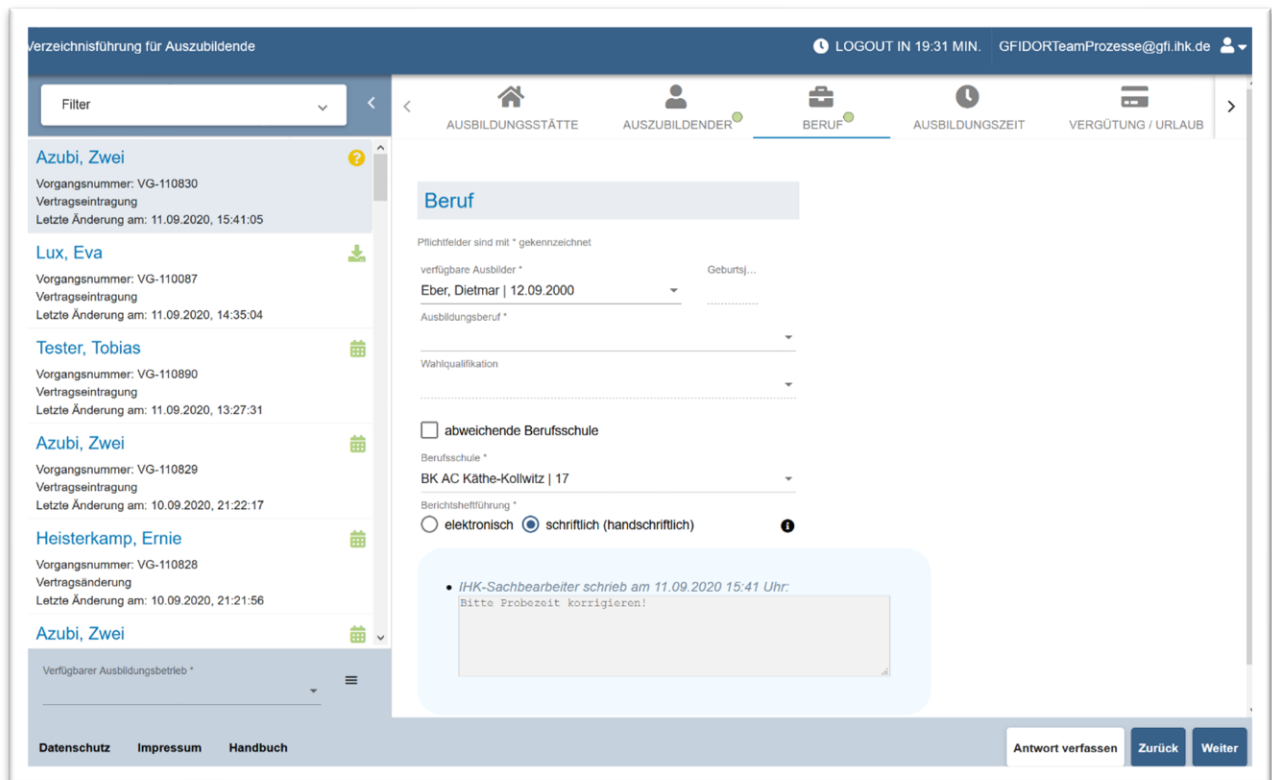 Verzeichnisführung für Auszubildende
LOGOUT IN 19:31 MIN.
GFIDORTeamProzesse@gfi.ihk.de
Filter
Azubi, Zwei
Vorgangsnummer: VG-110830
Vertragseintragung
Letzte Änderung am: 11.09.2020, 15:41:05
Lux, Eva
Vorgangsnummer: VG-110087
Vertragseintragung
Letzte Änderung am: 11.09.2020, 14:35:04
Tester, Tobias
Vorgangsnummer: VG-110890
Vertragseintragung
Letzte Änderung am: 11.09.2020, 13:27:31
Azubi, Zwei
Vorgangsnummer: VG-110829
Vertragseintragung
Letzte Änderung am: 10.09.2020, 21:22:17
Heisterkamp, Ernie
Vorgangsnummer: VG-110828
Vertragsänderung
Letzte Änderung am: 10.09.2020, 21:21:56
Azubi, Zwei
Verfügbarer Ausbildungsbetrieb *
AUSBILDUNGSSTÄTTE
AUSZUBILDENDER
BERUF
AUSBILDUNGSZEIT
VERGÜTUNG / URLAUB
Beruf
Pflichtfelder sind mit * gekennzeichnet
verfügbare Ausbilder *
Geburtsj...
Eber, Dietmar | 12.09.2000
Ausbildungsberuf *
Wahlqualifikation
abweichende Berufsschule
Berufsschule *
BK AC Käthe-Kollwitz | 17
Berichtsheftführung *
elektronisch
schriftlich (handschriftlich)
IHK-Sachbearbeiter schrieb am 11.09.2020 15:41 Uhr:
Bitte Probezeit korrigieren!
Datenschutz
Impressum
Handbuch
Antwort verfassen
Zurück
Weiter